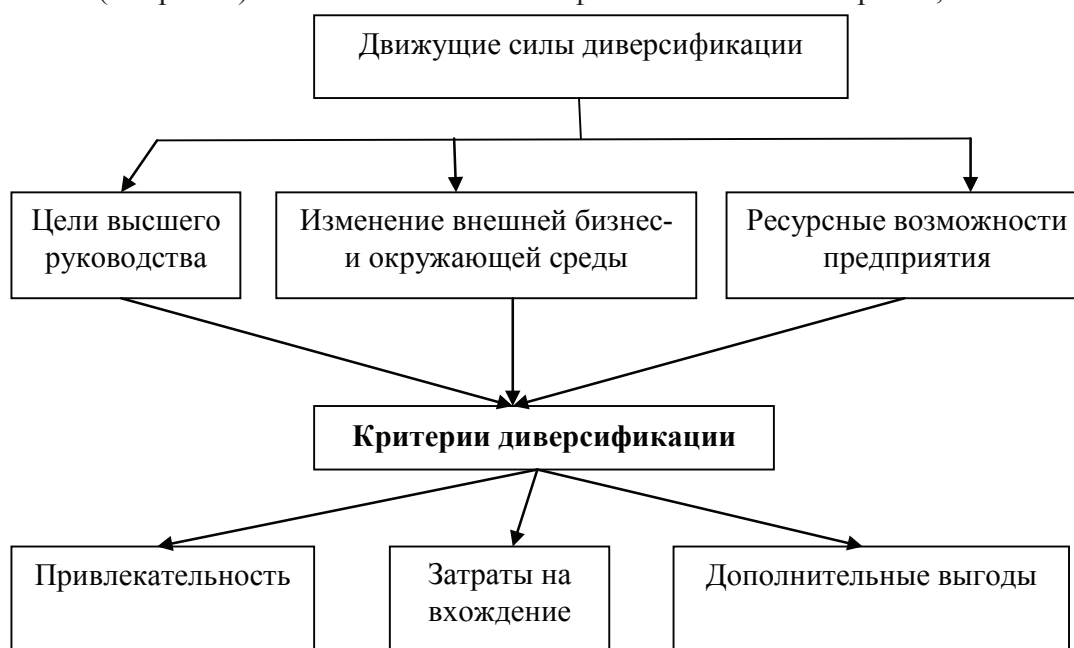 Движущие силы диверсификации
Цели высшего
руководства
Изменение внешней бизнес-
и окружающей среды
Ресурсные возможности
предприятия
Критерии диверсификации
Привлекательность
Затраты на
вхождение
Дополнительные выгоды